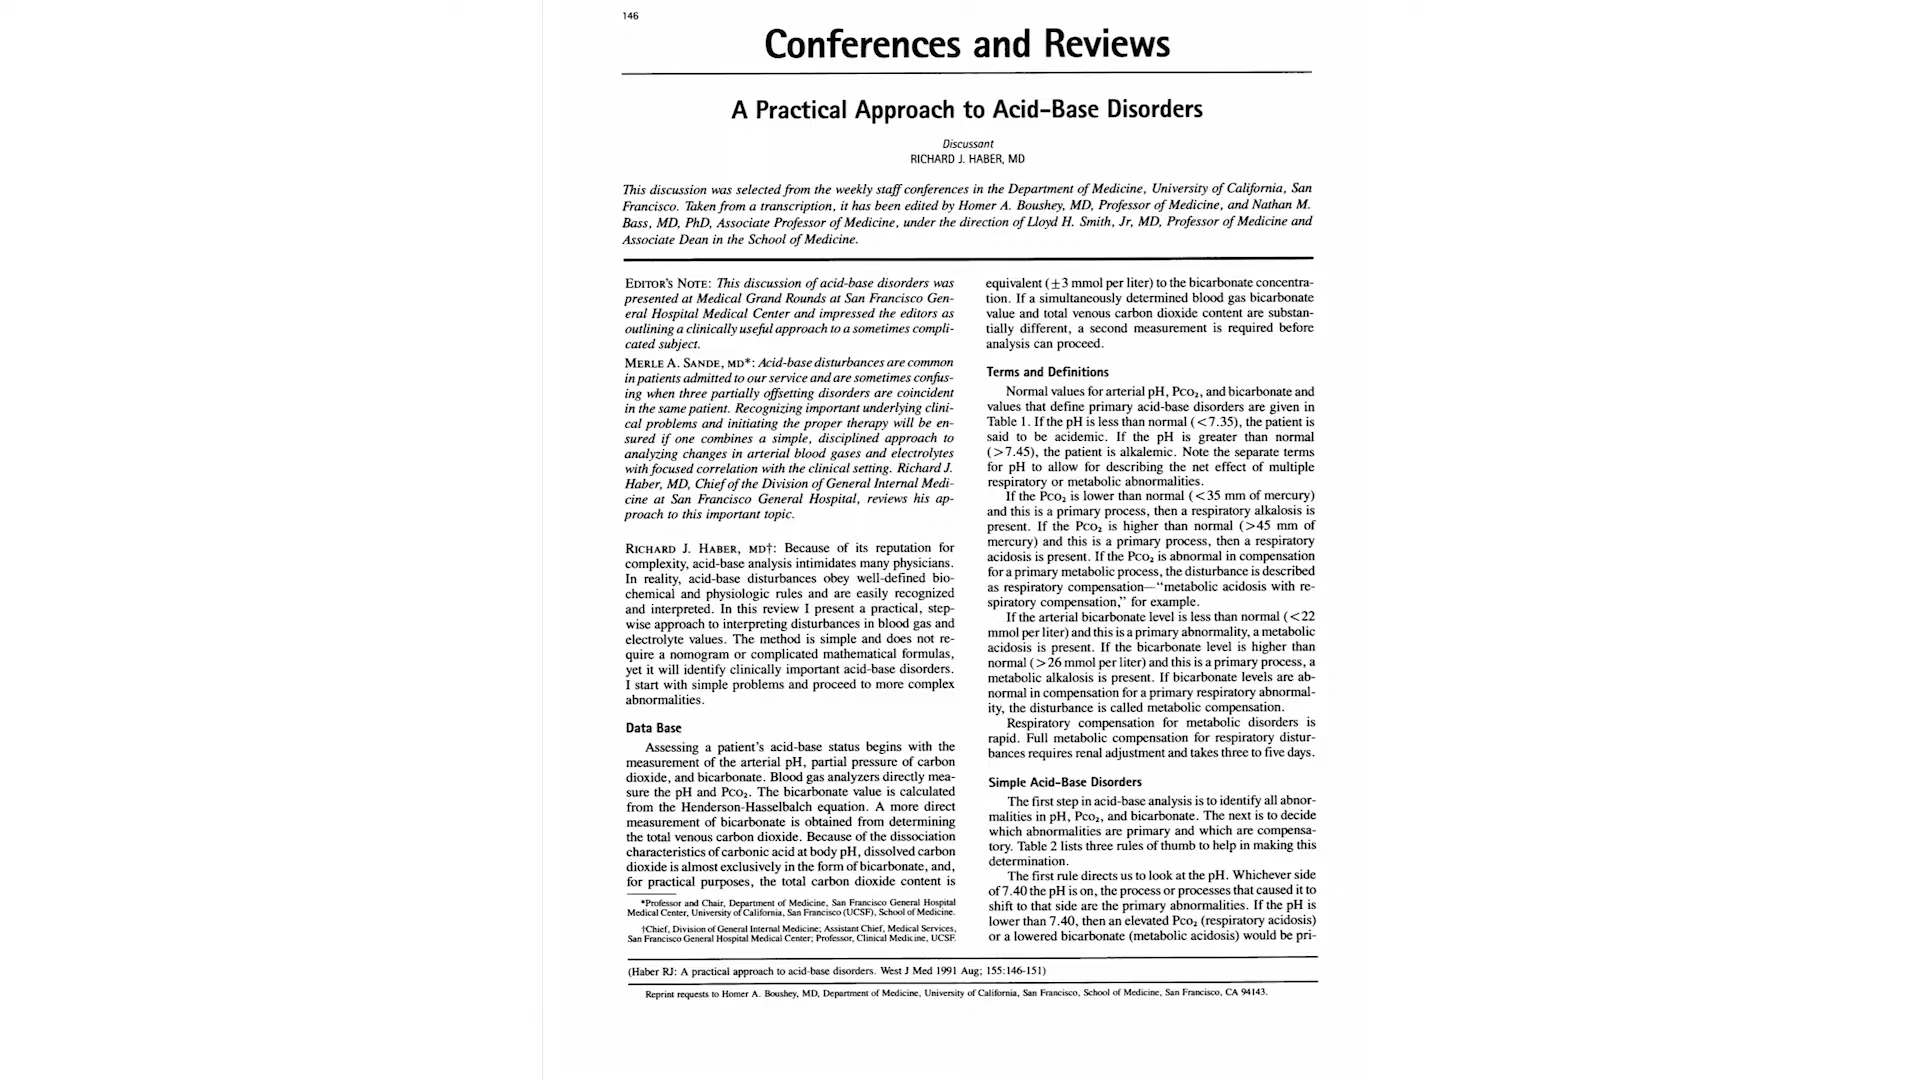 146
Conferences and Reviews
A Practical Approach to Acid-Base Disorders
Discussant
RICHARD J. HABER, MD
This discussion was selected from the weekly staff conferences in the Department of Medicine, University of California, San
Francisco. Taken from a transcription, it has been edited by Homer A. Boushey, MD, Professor of Medicine, and Nathan M.
Bass, MD, PhD, Associate Professor of Medicine, under the direction of Lloyd H. Smith, Jr, MD, Professor of Medicine and
Associate Dean in the School of Medicine.
EDITOR'S NOTE: This discussion of acid-base disorders was
presented at Medical Grand Rounds at San Francisco Gen-
eral Hospital Medical Center and impressed the editors as
outlining a clinically useful approach to a sometimes compli-
cated subject.
MERLE A. SANDE, MD*: Acid-base disturbances are common
in patients admitted to our service and are sometimes confus-
ing when three partially offsetting disorders are coincident
in the same patient. Recognizing important underlying clini-
cal problems and initiating the proper therapy will be en-
sured if one combines a simple, disciplined approach to
analyzing changes in arterial blood gases and electrolytes
with focused correlation with the clinical setting. Richard J.
Haber, MD, Chief of the Division of General Internal Medi-
cine at San Francisco General Hospital, reviews his ap-
proach to this important topic.
RICHARD J. HABER, MD†: Because of its reputation for
complexity, acid-base analysis intimidates many physicians.
In reality, acid-base disturbances obey well-defined bio-
chemical and physiologic rules and are easily recognized
and interpreted. In this review I present a practical, step-
wise approach to interpreting disturbances in blood gas and
electrolyte values. The method is simple and does not re-
quire a nomogram or complicated mathematical formulas,
yet it will identify clinically important acid-base disorders.
I start with simple problems and proceed to more complex
abnormalities.
Data Base
Assessing a patient's acid-base status begins with the
measurement of the arterial pH, partial pressure of carbon
dioxide, and bicarbonate. Blood gas analyzers directly mea-
sure the pH and PCO₂. The bicarbonate value is calculated
from the Henderson-Hasselbalch equation. A more direct
measurement of bicarbonate is obtained from determining
the total venous carbon dioxide. Because of the dissociation
characteristics of carbonic acid at body pH, dissolved carbon
dioxide is almost exclusively in the form of bicarbonate, and,
for practical purposes, the total carbon dioxide content is
*Professor and Chair, Department of Medicine, San Francisco General Hospital
Medical Center, University of California, San Francisco (UCSF), School of Medicine.
†Chief, Division of General Internal Medicine; Assistant Chief, Medical Services,
San Francisco General Hospital Medical Center; Professor, Clinical Medicine, UCSF.
equivalent (±3 mmol per liter) to the bicarbonate concentra-
tion. If a simultaneously determined blood gas bicarbonate
value and total venous carbon dioxide content are substan-
tially different, a second measurement is required before
analysis can proceed.
Terms and Definitions
Normal values for arterial pH, PCO₂, and bicarbonate and
values that define primary acid-base disorders are given in
Table 1. If the pH is less than normal (<7.35), the patient is
said to be acidemic. If the pH is greater than normal
(>7.45), the patient is alkalemic. Note the separate terms
for pH to allow for describing the net effect of multiple
respiratory or metabolic abnormalities.
If the PCO₂ is lower than normal (<35 mm of mercury)
and this is a primary process, then a respiratory alkalosis is
present. If the PCO₂ is higher than normal (>45 mm of
mercury) and this is a primary process, then a respiratory
acidosis is present. If the PCO₂ is abnormal in compensation
for a primary metabolic process, the disturbance is described
as respiratory compensation—"metabolic acidosis with re-
spiratory compensation," for example.
If the arterial bicarbonate level is less than normal (<22
mmol per liter) and this is a primary abnormality, a metabolic
acidosis is present. If the bicarbonate level is higher than
normal (>26 mmol per liter) and this is a primary process, a
metabolic alkalosis is present. If bicarbonate levels are ab-
normal in compensation for a primary respiratory abnormal-
ity, the disturbance is called metabolic compensation.
Respiratory compensation for metabolic disorders is
rapid. Full metabolic compensation for respiratory distur-
bances requires renal adjustment and takes three to five days.
Simple Acid-Base Disorders
The first step in acid-base analysis is to identify all abnor-
malities in pH, PCO₂, and bicarbonate. The next is to decide
which abnormalities are primary and which are compensa-
tory. Table 2 lists three rules of thumb to help in making this
determination.
The first rule directs us to look at the pH. Whichever side
of 7.40 the pH is on, the process or processes that caused it to
shift to that side are the primary abnormalities. If the pH is
lower than 7.40, then an elevated PCO₂ (respiratory acidosis)
or a lowered bicarbonate (metabolic acidosis) would be pri-
(Haber RJ: A practical approach to acid-base disorders. West J Med 1991 Aug; 155:146-151)
Reprint requests to Homer A. Boushey, MD, Department of Medicine, University of California, San Francisco, School of Medicine, San Francisco, CA 94143.